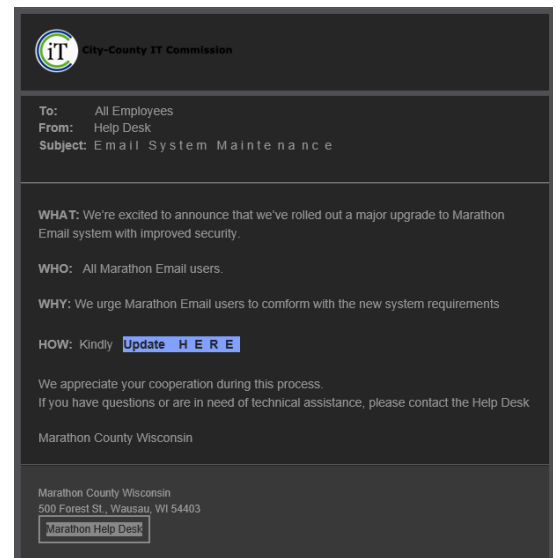 iT City-County IT Commission
To: All Employees
From: Help Desk
Subject: Email System Maintenance
WHAT: We're excited to announce that we've rolled out a major upgrade to Marathon
Email system with improved security.
WHO: All Marathon Email users.
WHY: We urge Marathon Email users to comform with the new system requirements
HOW: Kindly Update HERE
We appreciate your cooperation during this process.
If you have questions or are in need of technical assistance, please contact the Help Desk
Marathon County Wisconsin
Marathon County Wisconsin
500 Forest St., Wausau, WI 54403
Marathon Help Desk